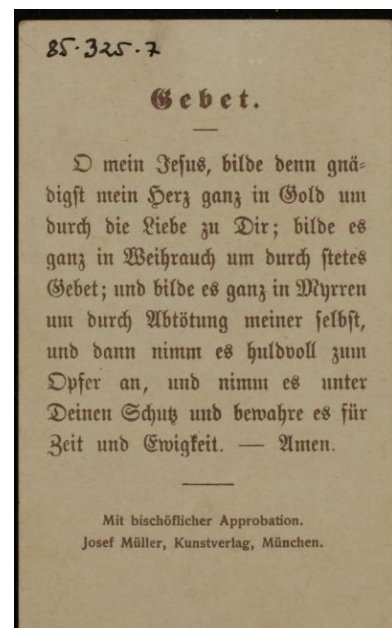 85·325·7
Gebet.
O mein Jesus, bilde denn gnä-
digst mein Herz ganz in Gold um
durch die Liebe zu Dir; bilde es
ganz in Weihrauch um durch stetes
Gebet; und bilde es ganz in Myrren
um durch Abtötung meiner selbst,
und dann nimm es huldvoll zum
Opfer an, und nimm es unter
Deinen Schutz und bewahre es für
Zeit und Ewigkeit. — Amen.
Mit bischöflicher Approbation.
Josef Müller, Kunstverlag, München.